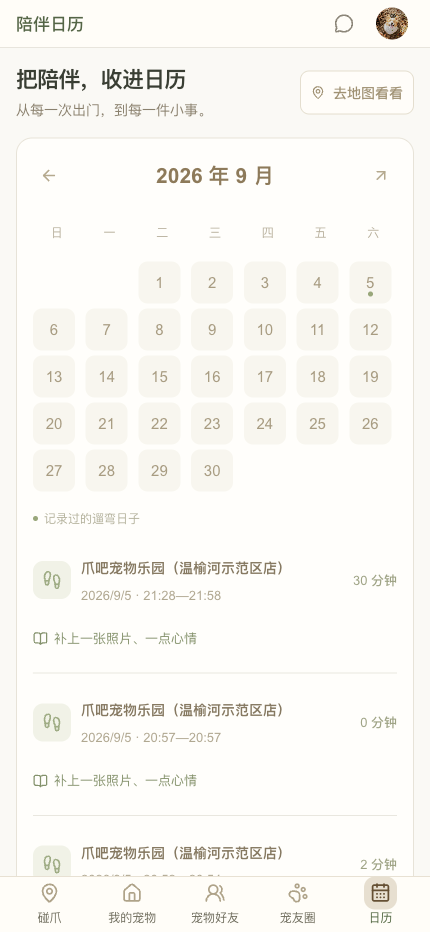 陪伴日历
把陪伴，收进日历
从每一次出门，到每一件小事。
去地图看看
2026 年 9 月
日 一 二 三 四 五 六
1 2 3 4 5
6 7 8 9 10 11 12
13 14 15 16 17 18 19
20 21 22 23 24 25 26
27 28 29 30
记录过的遛弯日子
爪吧宠物乐园（温榆河示范区店）
2026/9/5 · 21:28—21:58
30 分钟
补上一张照片、一点心情
爪吧宠物乐园（温榆河示范区店）
2026/9/5 · 20:57—20:57
0 分钟
补上一张照片、一点心情
爪吧宠物乐园（温榆河示范区店）
2 分钟
碰爪 我的宠物 宠物好友 宠友圈 日历